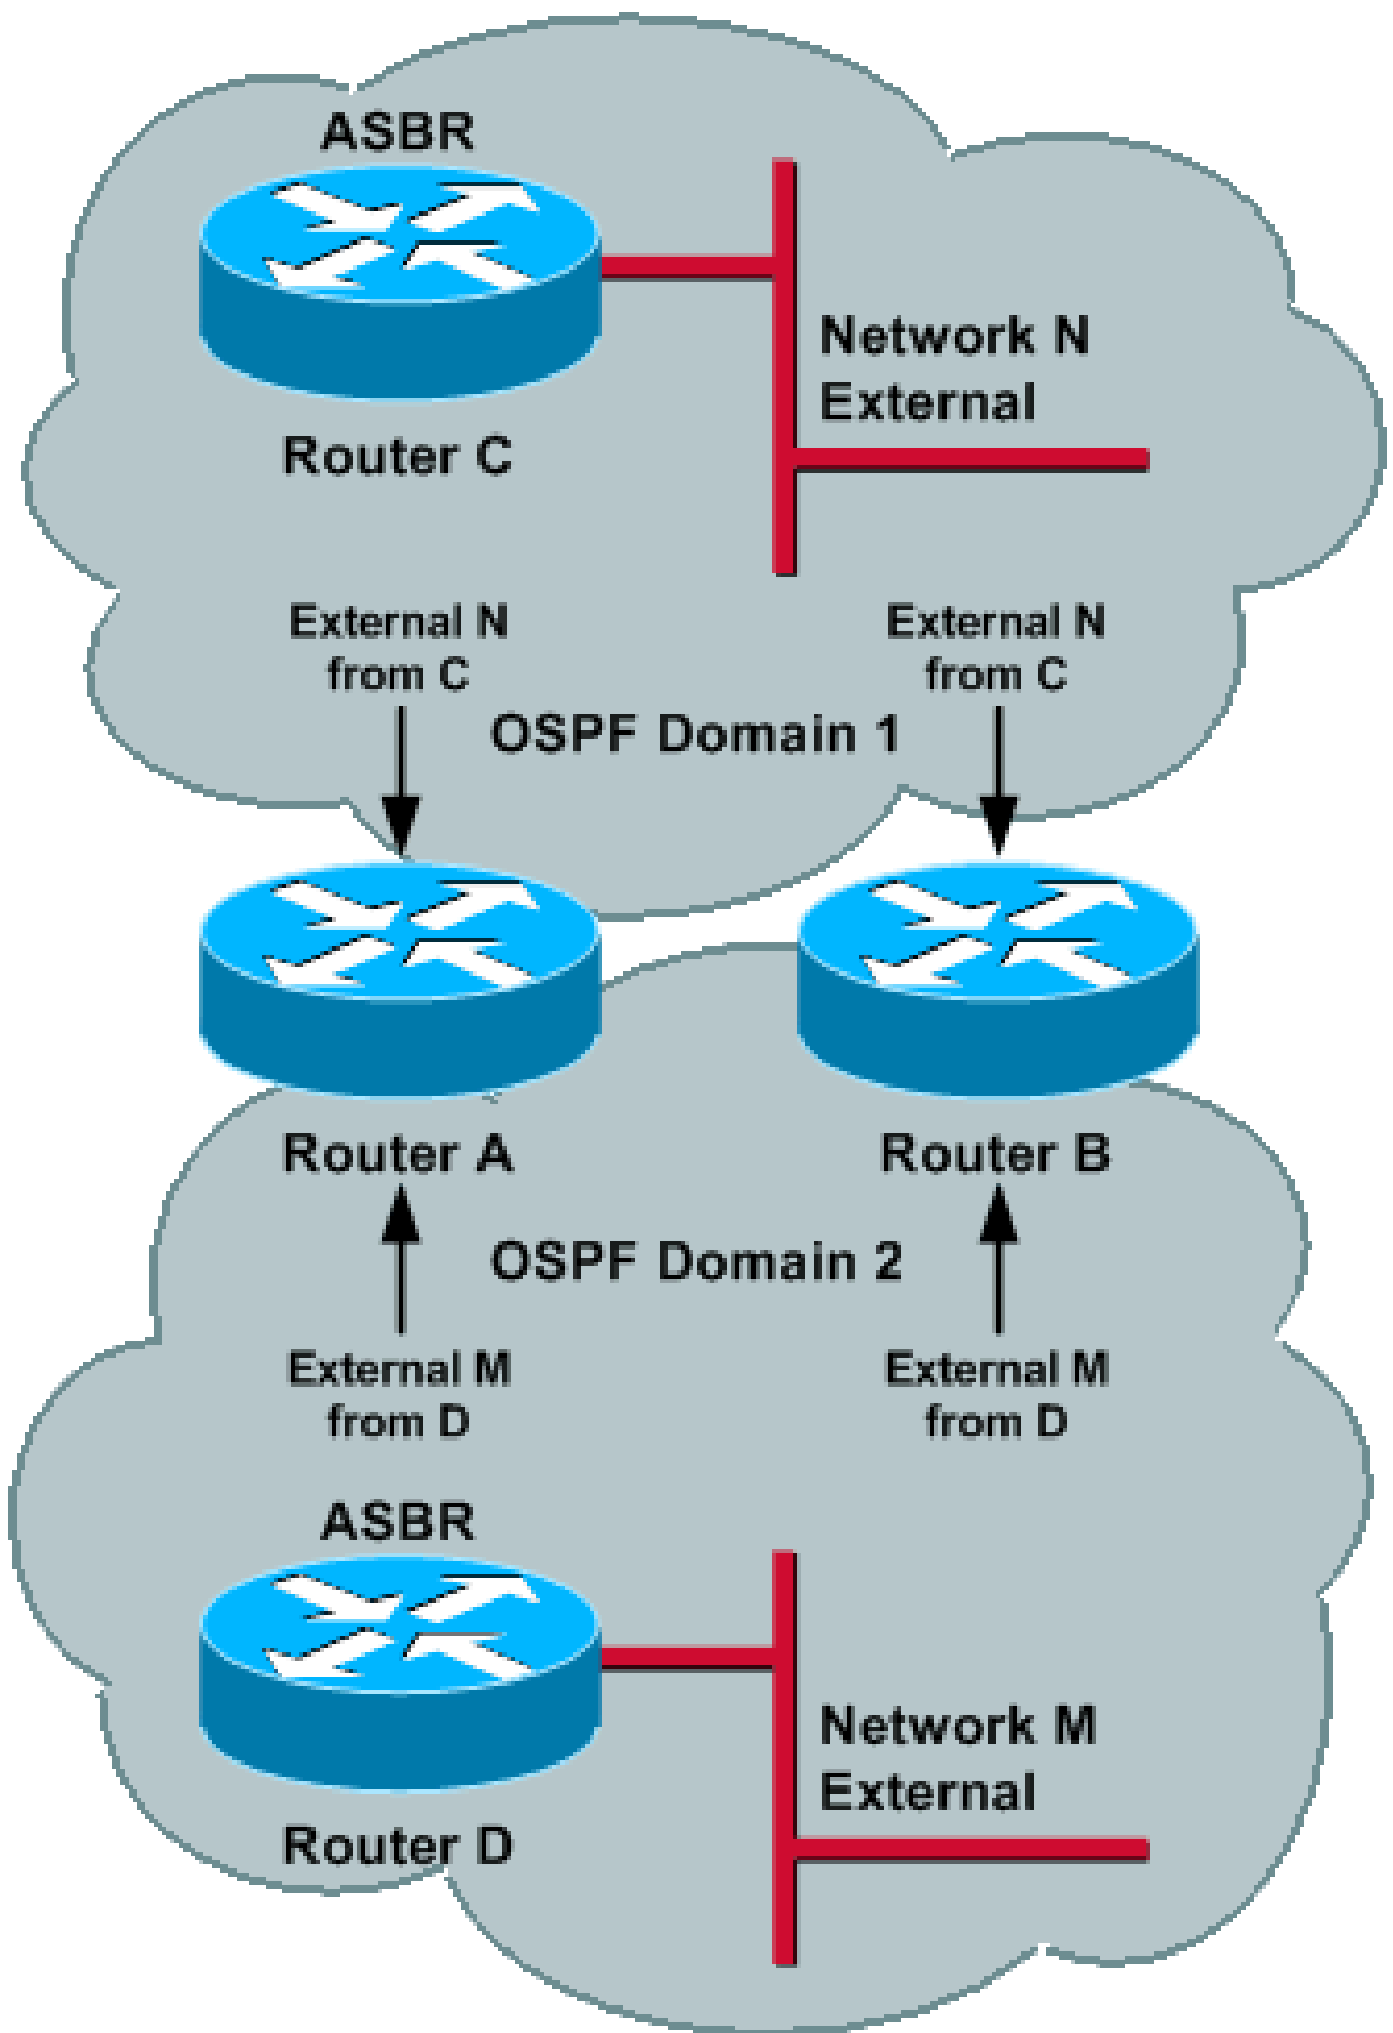 ASBR
Router C
Network N
External
External N
from C
External N
from C
OSPF Domain 1
Router A
Router B
OSPF Domain 2
External M
from D
External M
from D
ASBR
Router D
Network M
External